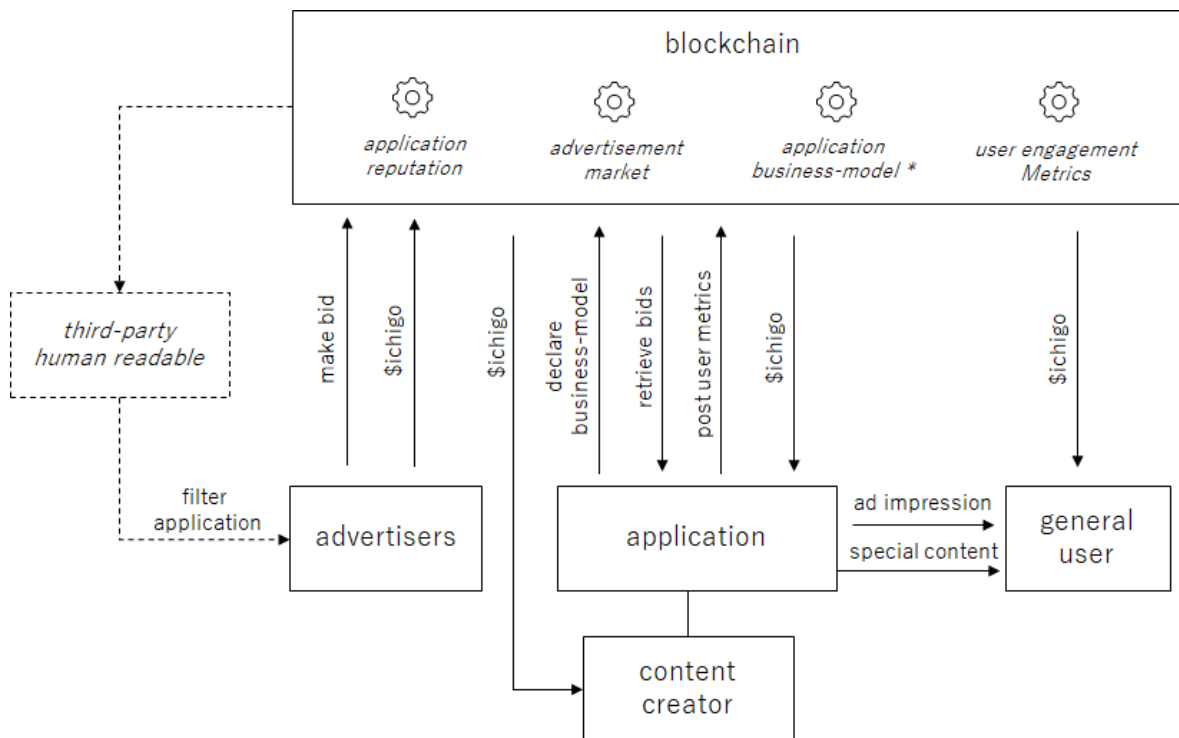 blockchain
application
reputation
advertisement
market
application
business-model *
user engagement
Metrics
third-party
human readable
make bid
$ichigo
$ichigo
declare
business-model
retrieve bids
post user metrics
$ichigo
$ichigo
filter
application
advertisers
application
ad impression
special content
general
user
content
creator